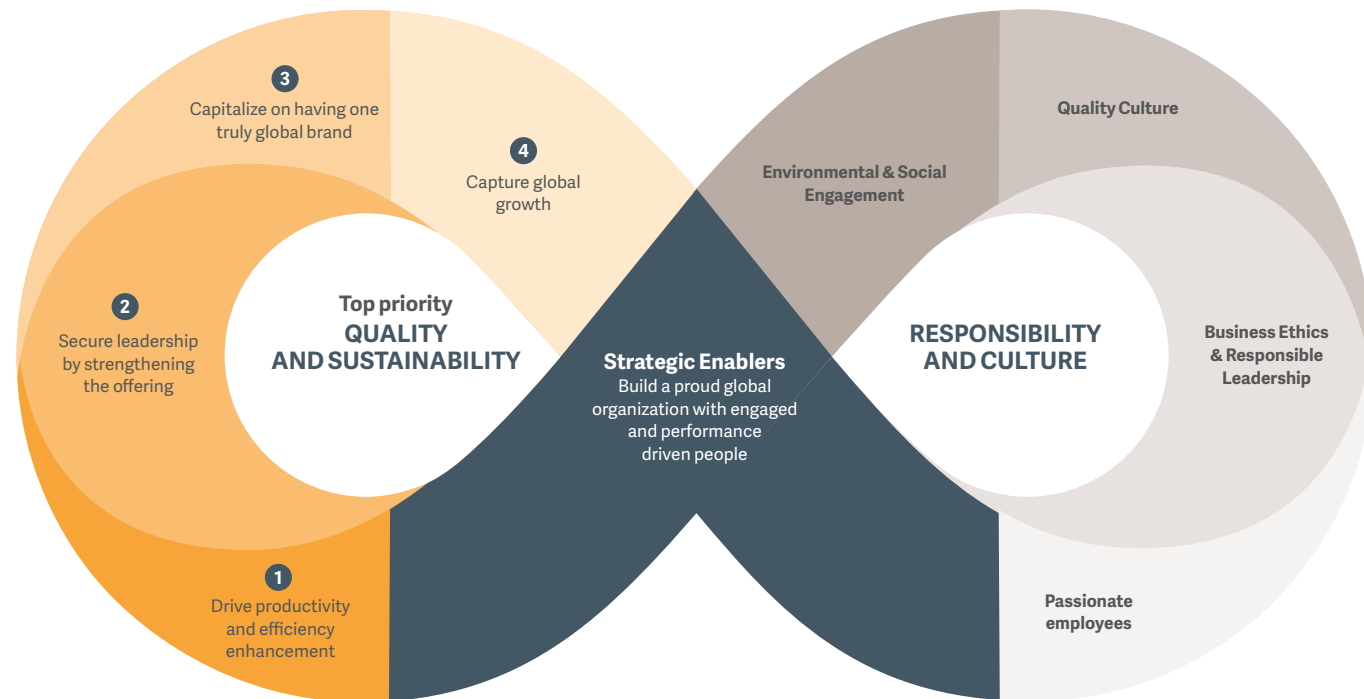 3
Capitalize on having one
truly global brand
4
Capture global
growth
2
Secure leadership
by strengthening
the offering
1
Drive productivity
and efficiency
enhancement
Top priority
QUALITY
AND SUSTAINABILITY
Strategic Enablers
Build a proud global
organization with engaged
and performance
driven people
Environmental & Social
Engagement
Quality Culture
RESPONSIBILITY
AND CULTURE
Business Ethics
& Responsible
Leadership
Passionate
employees